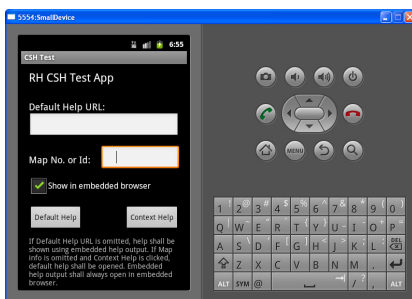 5554:SmallDevice
6:55
CSH Test
RH CSH Test App
Default Help URL:
Map No. or Id:
Show in embedded browser
Default Help
Context Help
If Default Help URL is omitted, help shall be
shown using embedded help output. If Map
info is omitted and Context Help is clicked,
default help shall be opened. Embedded
help output shall always open in embedded
browser.
MENU
1 ! 2 @ 3 # 4 $ 5 % 6 ^ 7 & 8 * 9 ( 0 )
Q W E R T Y U I O P
A S D F G H J K L DEL
Z X C V B N M .
ALT SYM @ / ? , ALT